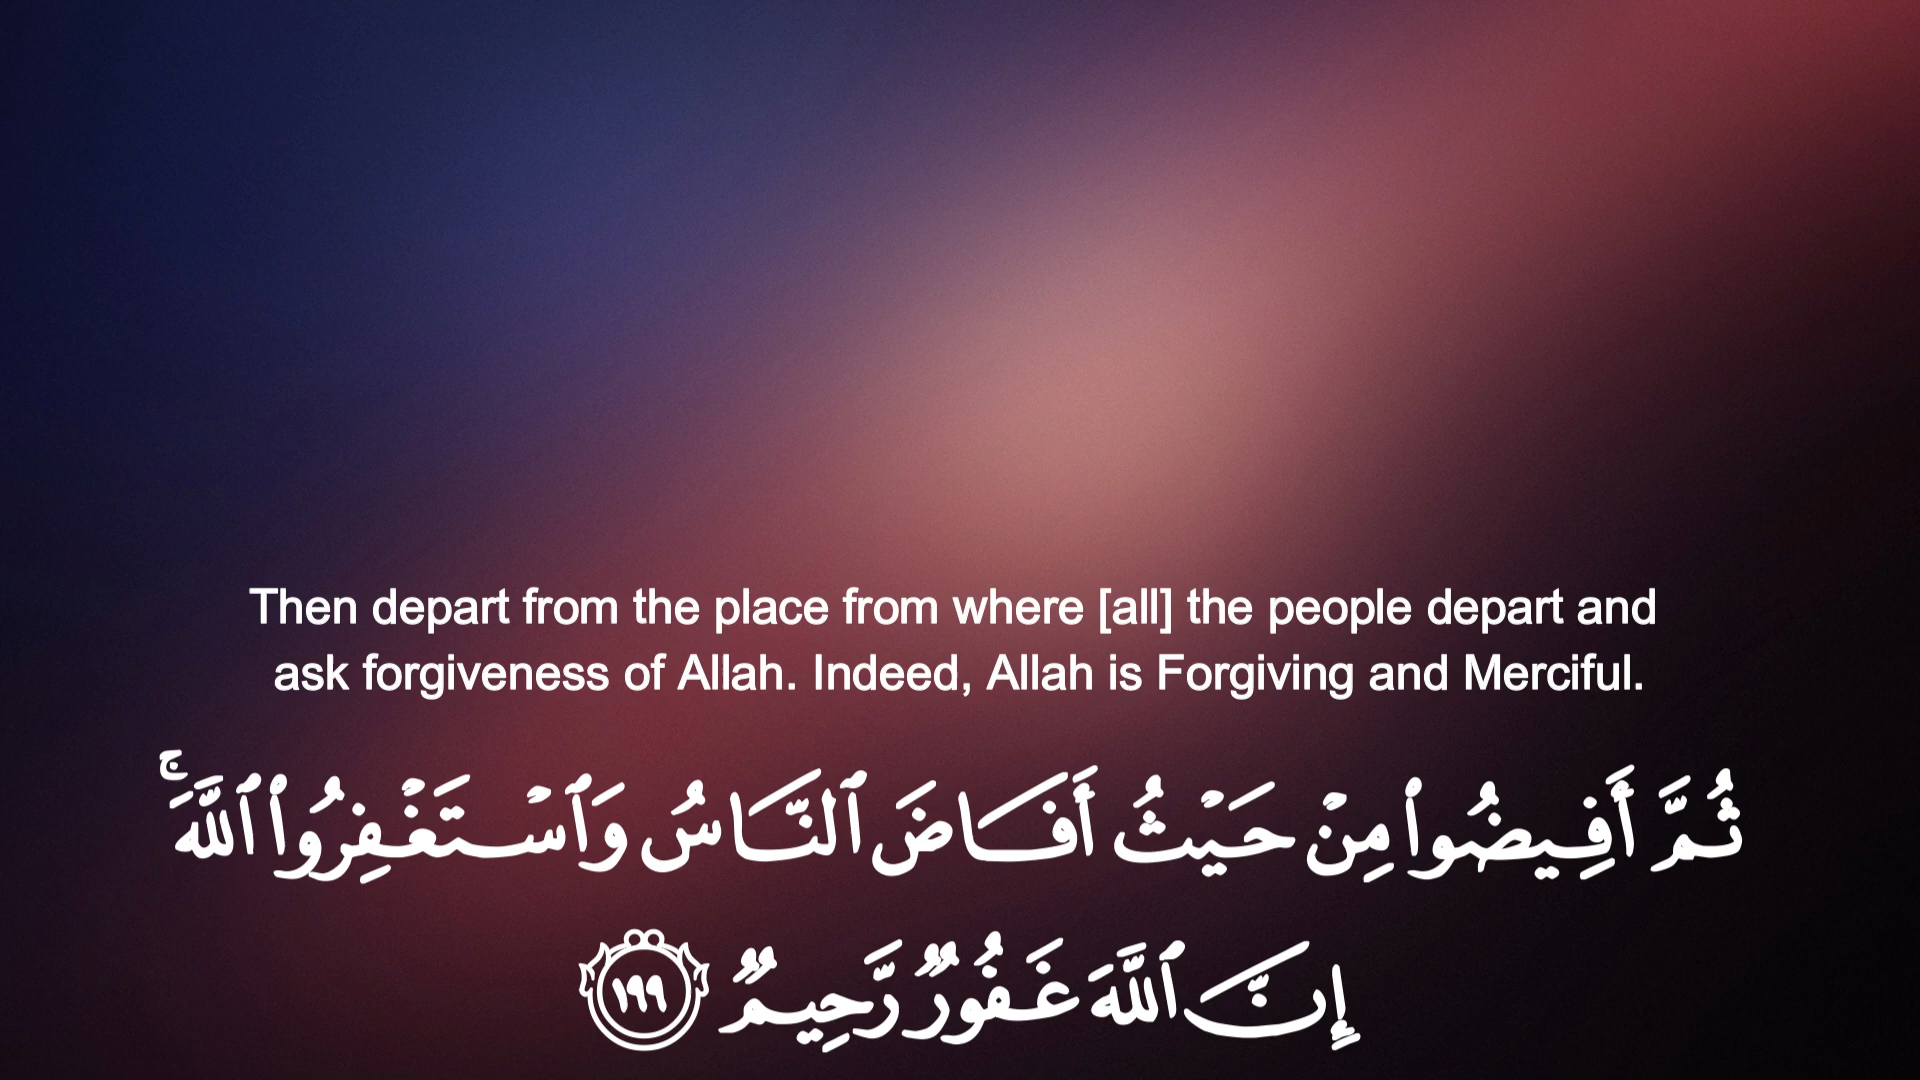 Then depart from the place from where [all] the people depart and
ask forgiveness of Allah. Indeed, Allah is Forgiving and Merciful.
ثُمَّ أَفِيضُوا۟ مِنْ حَيْثُ أَفَاضَ ٱلنَّاسُ وَٱسْتَغْفِرُوا۟ ٱللَّهَ ۚ
إِنَّ ٱللَّهَ غَفُورٌ رَّحِيمٌ ١٩٩